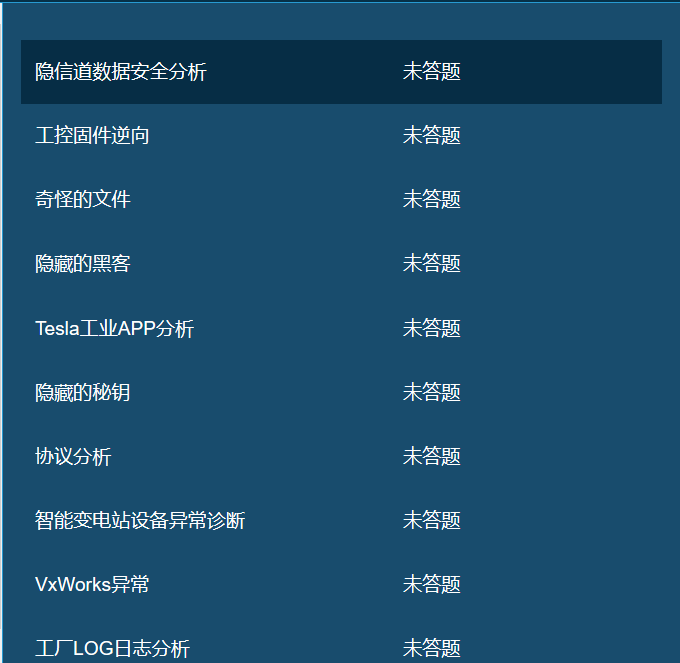 隐信道数据安全分析 未答题
工控固件逆向 未答题
奇怪的文件 未答题
隐藏的黑客 未答题
Tesla工业APP分析 未答题
隐藏的秘钥 未答题
协议分析 未答题
智能变电站设备异常诊断 未答题
VxWorks异常 未答题
工厂LOG日志分析 未答题